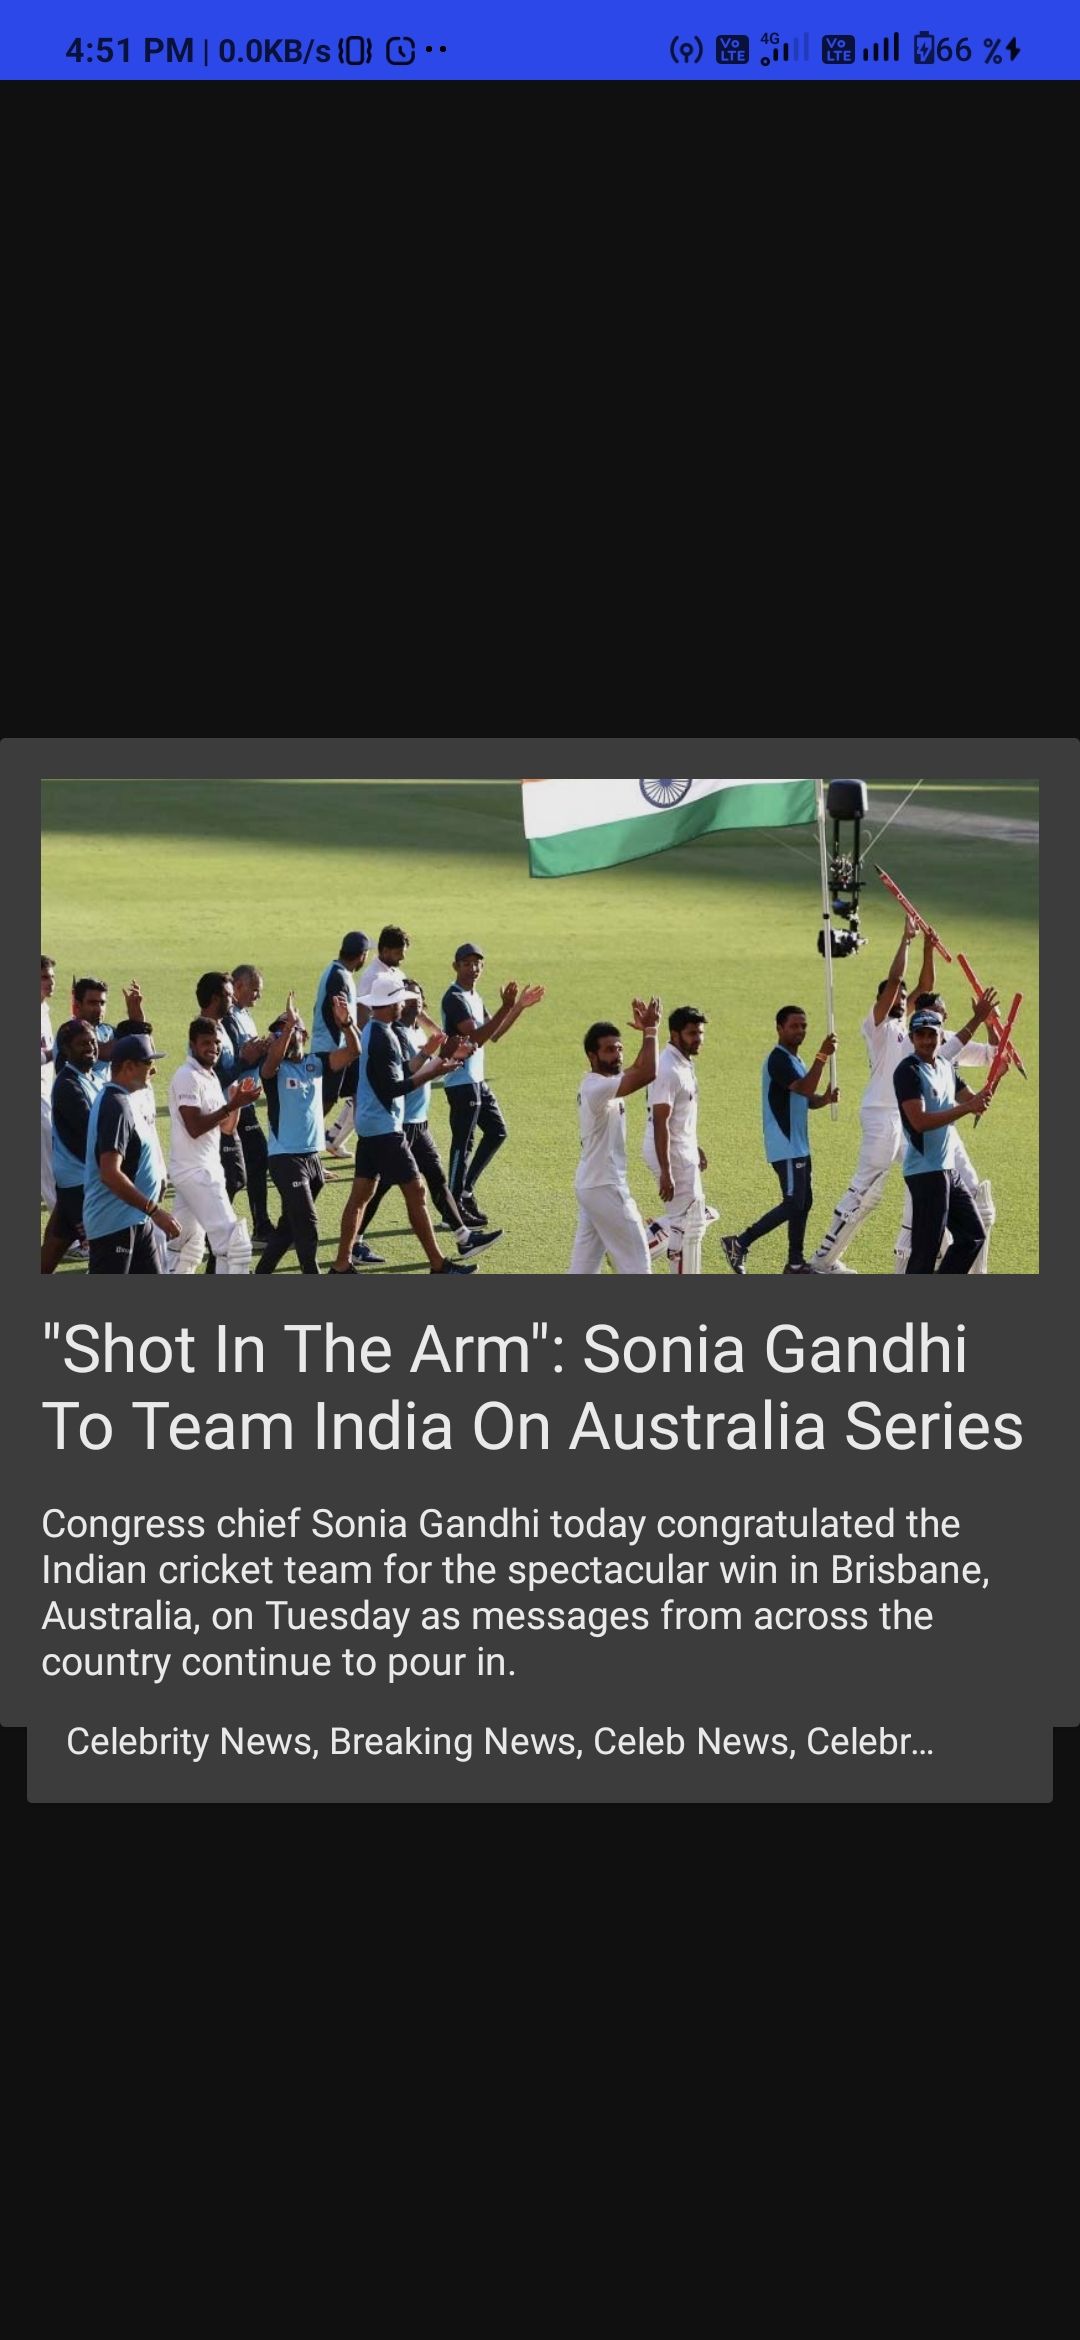 4:51 PM | 0.0KB/s
Vo LTE 4G Vo LTE 66 %
"Shot In The Arm": Sonia Gandhi
To Team India On Australia Series
Congress chief Sonia Gandhi today congratulated the
Indian cricket team for the spectacular win in Brisbane,
Australia, on Tuesday as messages from across the
country continue to pour in.
Celebrity News, Breaking News, Celeb News, Celebr...